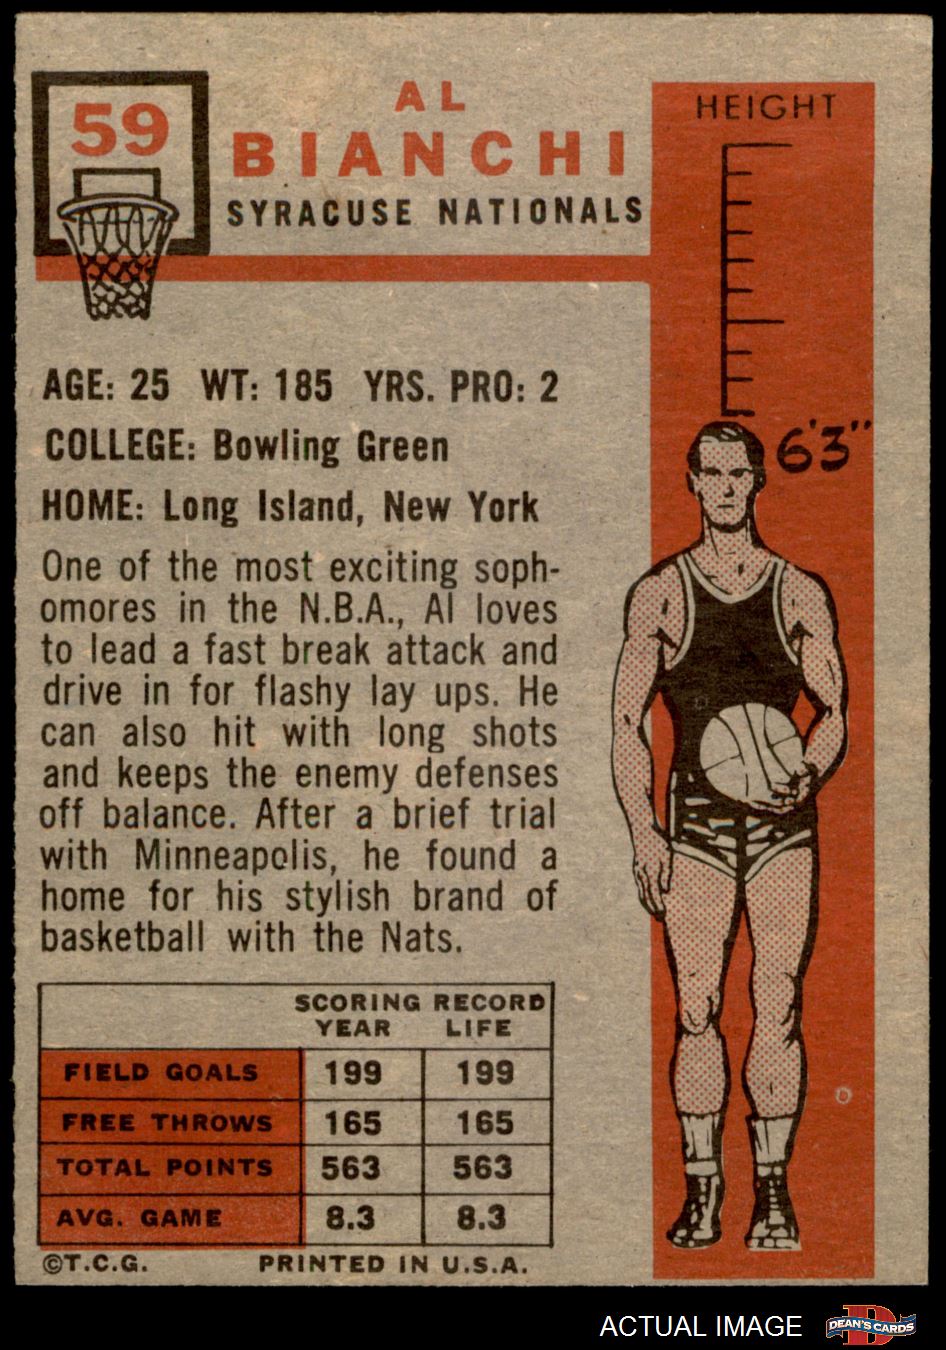 59
AL
BIANCHI
SYRACUSE NATIONALS
HEIGHT
6'3"
AGE: 25 WT: 185 YRS. PRO: 2
COLLEGE: Bowling Green
HOME: Long Island, New York
One of the most exciting soph-
omores in the N.B.A., Al loves
to lead a fast break attack and
drive in for flashy lay ups. He
can also hit with long shots
and keeps the enemy defenses
off balance. After a brief trial
with Minneapolis, he found a
home for his stylish brand of
basketball with the Nats.
SCORING RECORD
YEAR LIFE
FIELD GOALS 199 199
FREE THROWS 165 165
TOTAL POINTS 563 563
AVG. GAME 8.3 8.3
©T.C.G. PRINTED IN U.S.A.
ACTUAL IMAGE
D
DEAN'S CARDS